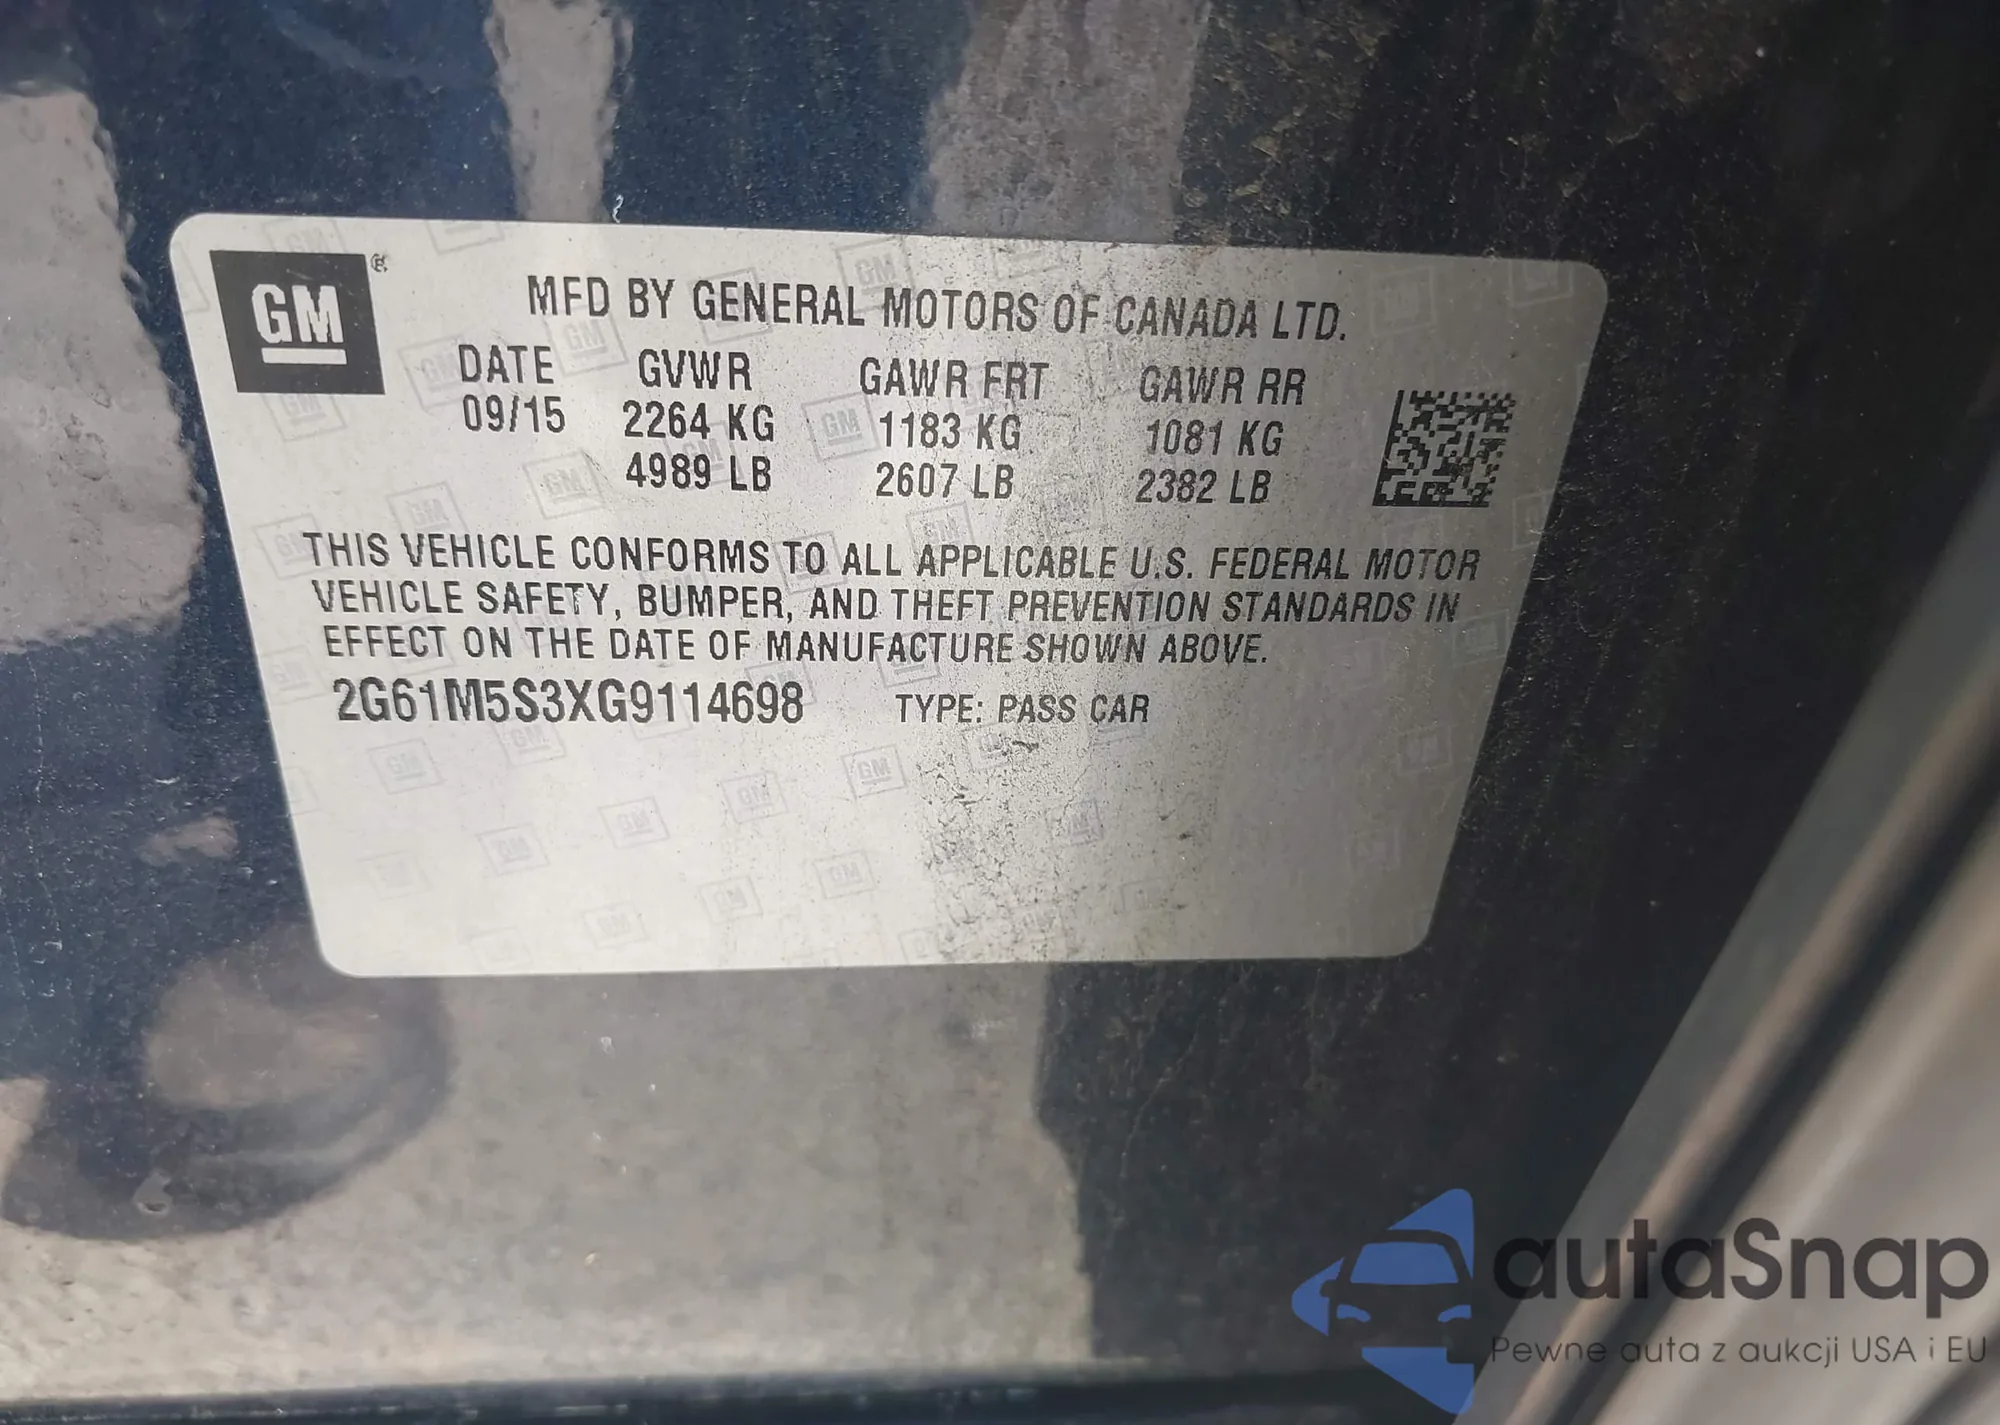 GM ®
MFD BY GENERAL MOTORS OF CANADA LTD.
DATE GVWR GAWR FRT GAWR RR
09/15 2264 KG 1183 KG 1081 KG
4989 LB 2607 LB 2382 LB
THIS VEHICLE CONFORMS TO ALL APPLICABLE U.S. FEDERAL MOTOR
VEHICLE SAFETY, BUMPER, AND THEFT PREVENTION STANDARDS IN
EFFECT ON THE DATE OF MANUFACTURE SHOWN ABOVE.
2G61M5S3XG9114698 TYPE: PASS CAR
autaSnap
Pewne auta z aukcji USA i EU